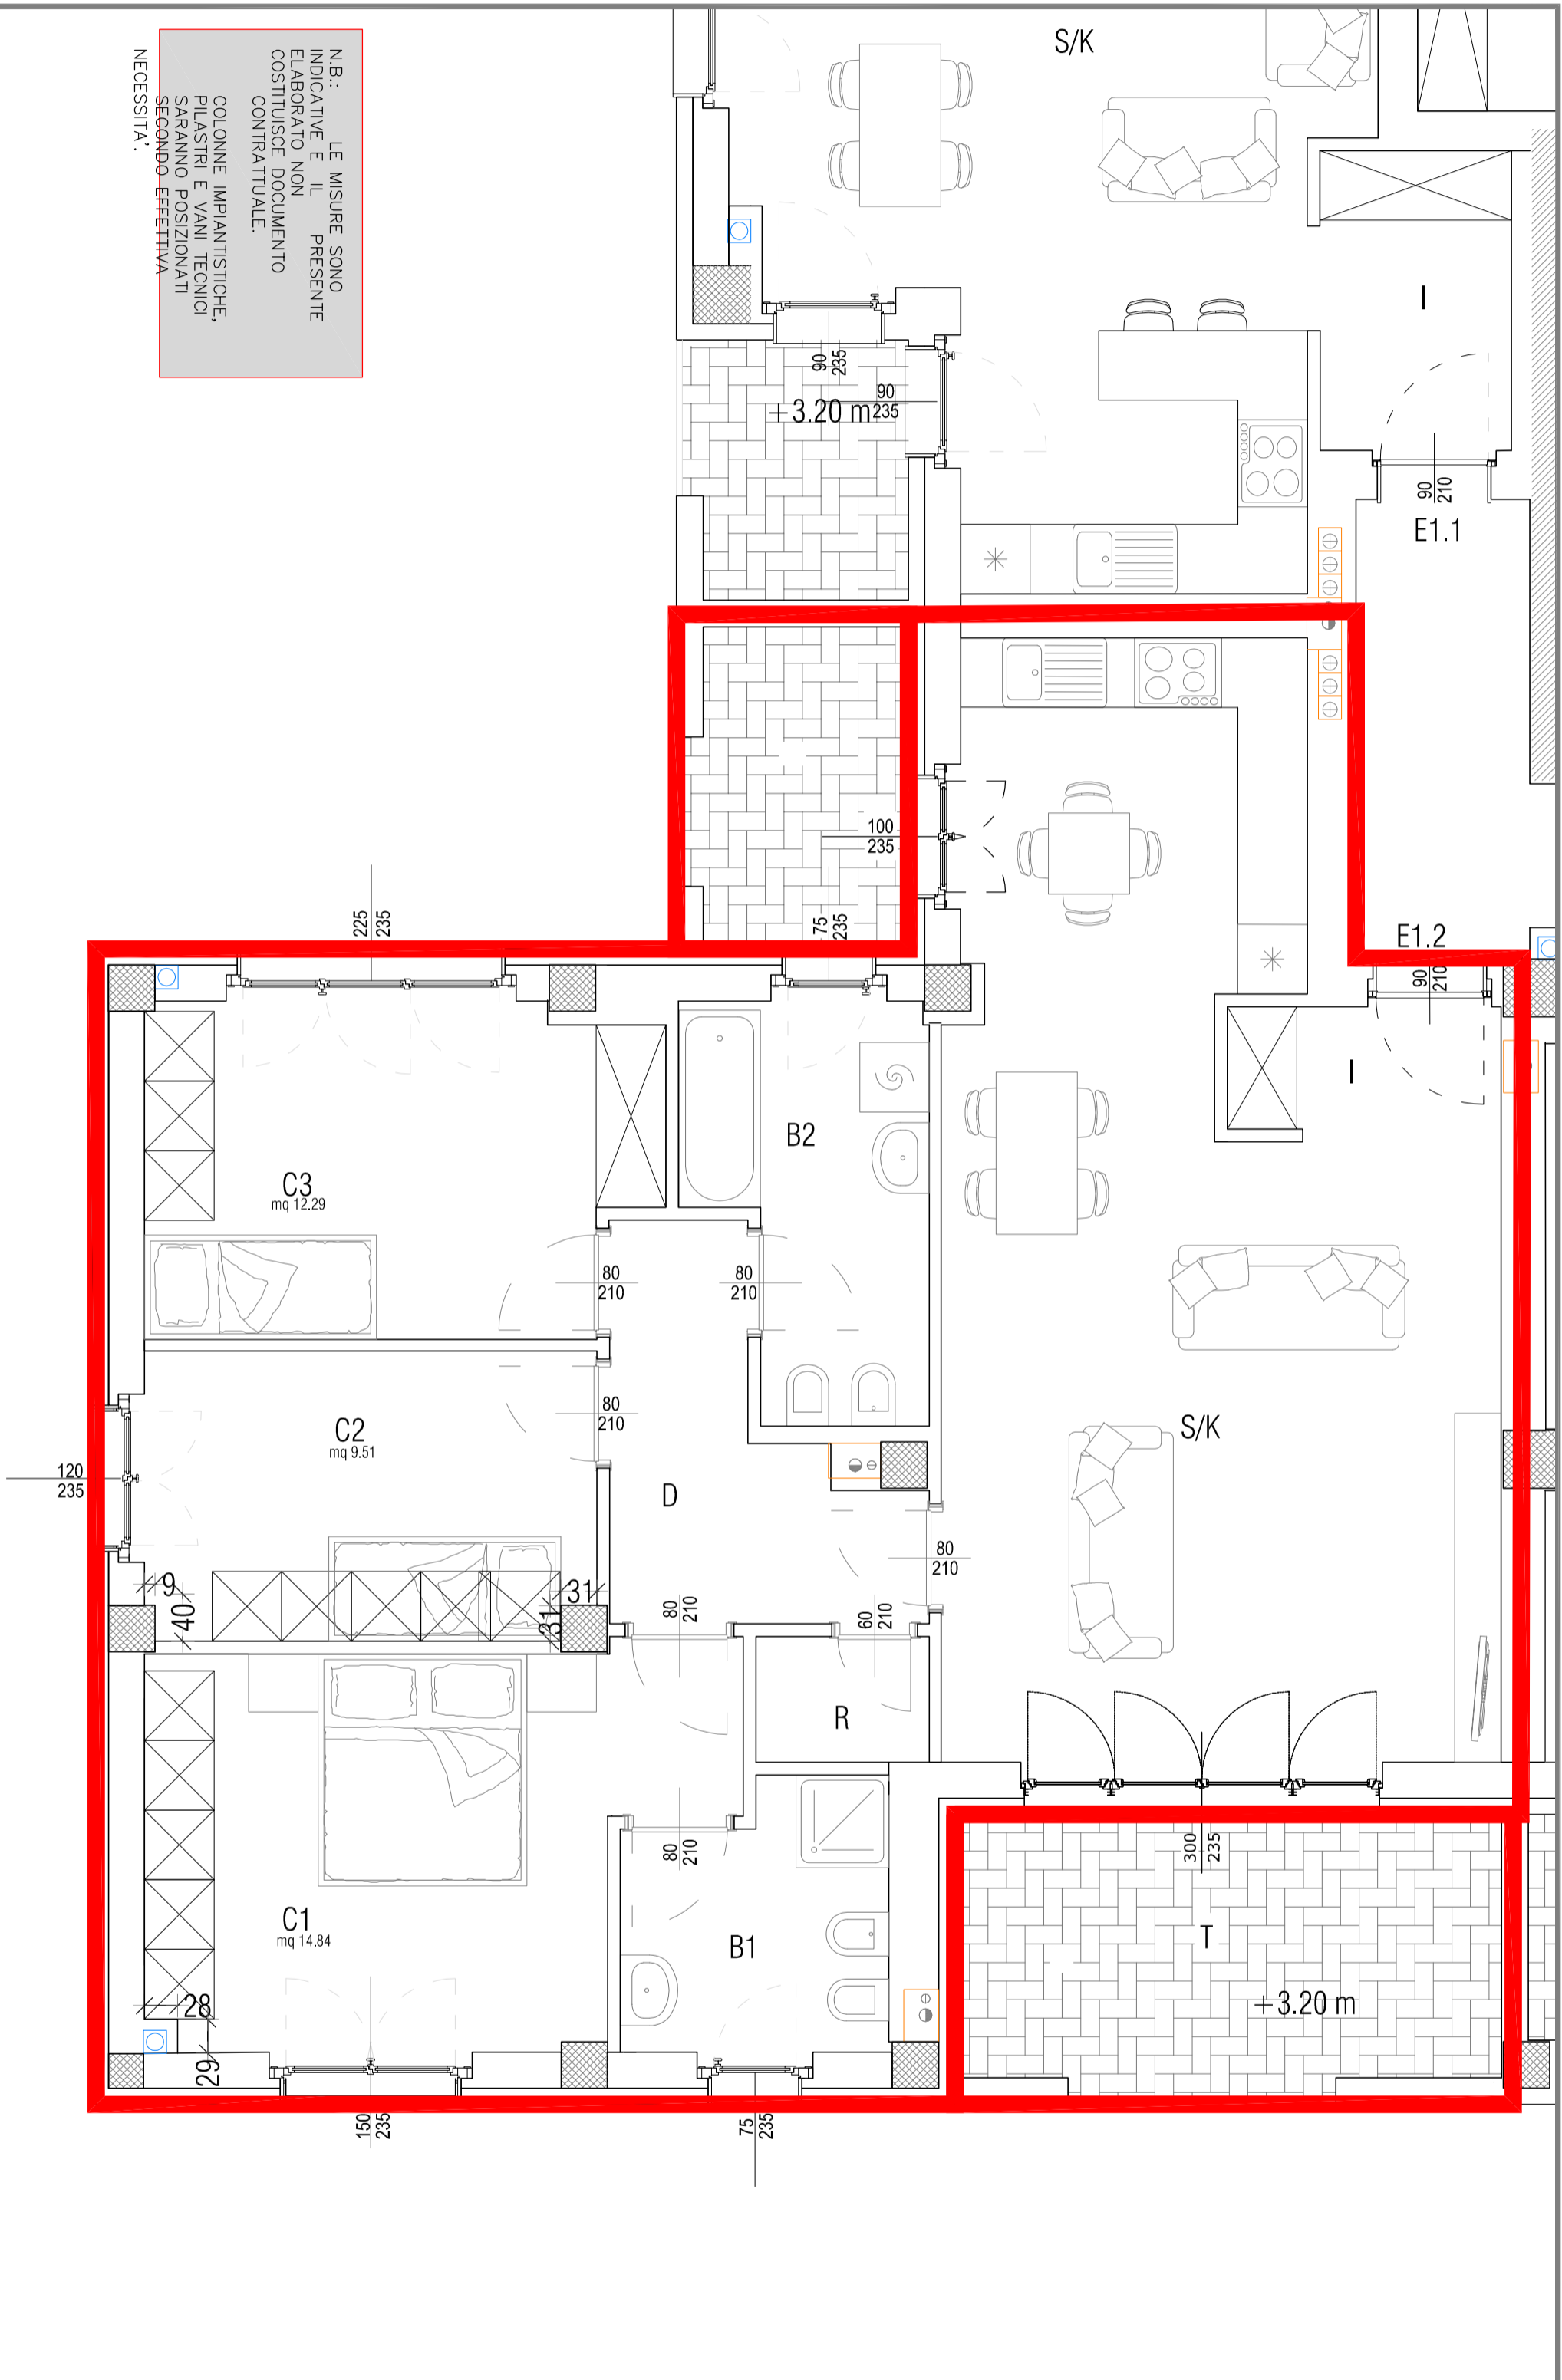 N.B.: LE MISURE SONO
INDICATIVE E IL PRESENTE
ELABORATO NON
COSTITUISCE DOCUMENTO
CONTRATTUALE.
COLONNE IMPIANTISTICHE,
PILASTRI E VANI TECNICI
SARANNO POSIZIONATI
SECONDO EFFETTIVA
NECESSITA'.
S/K
I
90
235
90
235
+3.20 m
90
210
E1.1
100
235
75
235
225
235
E1.2
90
210
I
B2
C3
mq 12.29
80
210
80
210
C2
mq 9.51
80
210
S/K
120
235
D
80
210
9
40
31
31
80
210
60
210
R
300
235
80
210
C1
mq 14.84
B1
T
+3.20 m
28
29
150
235
75
235